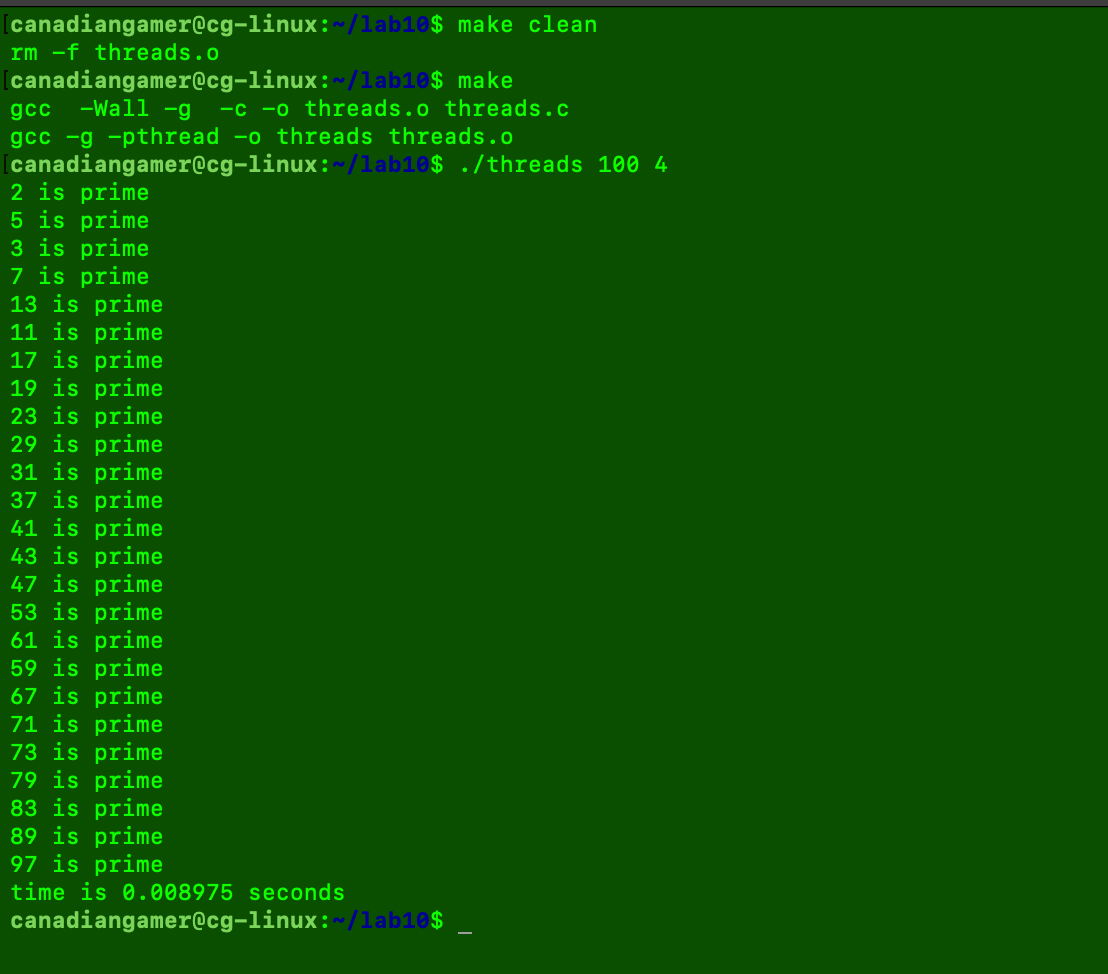 [canadiangamer@cg-linux:~/lab10$ make clean
rm -f threads.o
[canadiangamer@cg-linux:~/lab10$ make
gcc  -Wall -g  -c -o threads.o threads.c
gcc -g -pthread -o threads threads.o
[canadiangamer@cg-linux:~/lab10$ ./threads 100 4
2 is prime
5 is prime
3 is prime
7 is prime
13 is prime
11 is prime
17 is prime
19 is prime
23 is prime
29 is prime
31 is prime
37 is prime
41 is prime
43 is prime
47 is prime
53 is prime
61 is prime
59 is prime
67 is prime
71 is prime
73 is prime
79 is prime
83 is prime
89 is prime
97 is prime
time is 0.008975 seconds
canadiangamer@cg-linux:~/lab10$ _